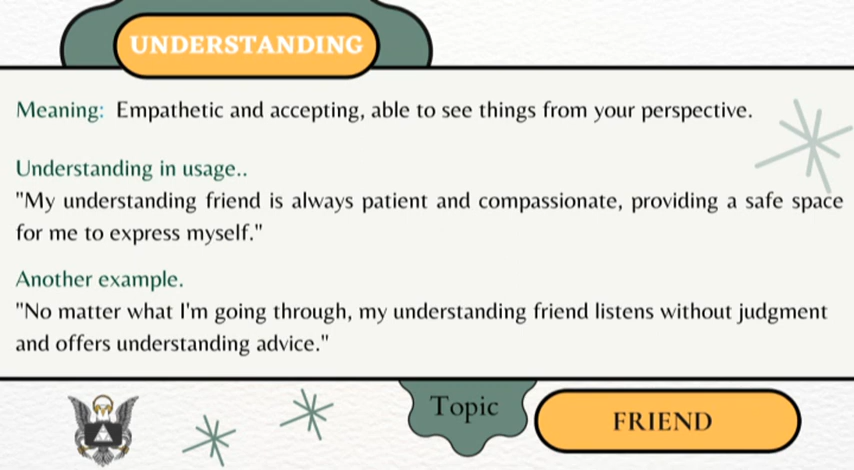 UNDERSTANDING
Meaning: Empathetic and accepting, able to see things from your perspective.
Understanding in usage..
"My understanding friend is always patient and compassionate, providing a safe space
for me to express myself."
Another example.
"No matter what I'm going through, my understanding friend listens without judgment
and offers understanding advice."
Topic
FRIEND